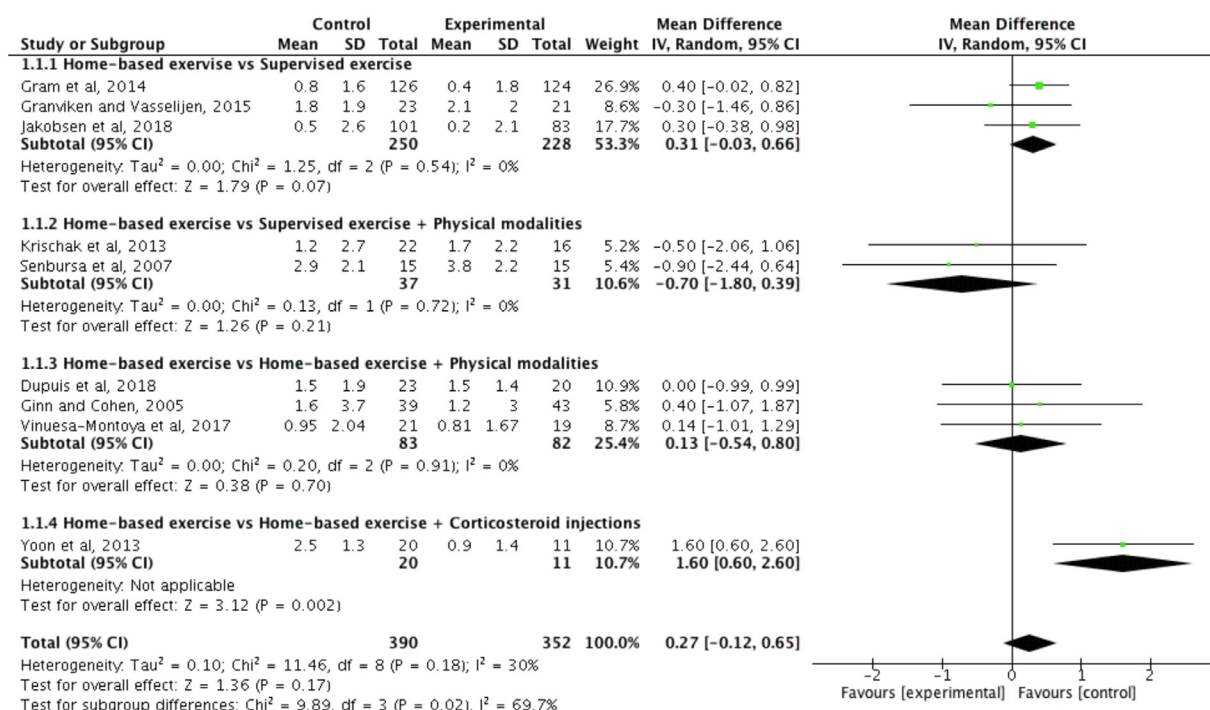 Control Experimental Mean Difference Mean Difference
Study or Subgroup Mean SD Total Mean SD Total Weight IV, Random, 95% CI IV, Random, 95% CI
1.1.1 Home-based exervise vs Supervised exercise
Gram et al, 2014 0.8 1.6 126 0.4 1.8 124 26.9% 0.40 [-0.02, 0.82]
Granviken and Vasselijen, 2015 1.8 1.9 23 2.1 2 21 8.6% -0.30 [-1.46, 0.86]
Jakobsen et al, 2018 0.5 2.6 101 0.2 2.1 83 17.7% 0.30 [-0.38, 0.98]
Subtotal (95% CI) 250 228 53.3% 0.31 [-0.03, 0.66]
Heterogeneity: Tau² = 0.00; Chi² = 1.25, df = 2 (P = 0.54); I² = 0%
Test for overall effect: Z = 1.79 (P = 0.07)
1.1.2 Home-based exercise vs Supervised exercise + Physical modalities
Krischak et al, 2013 1.2 2.7 22 1.7 2.2 16 5.2% -0.50 [-2.06, 1.06]
Senbursa et al, 2007 2.9 2.1 15 3.8 2.2 15 5.4% -0.90 [-2.44, 0.64]
Subtotal (95% CI) 37 31 10.6% -0.70 [-1.80, 0.39]
Heterogeneity: Tau² = 0.00; Chi² = 0.13, df = 1 (P = 0.72); I² = 0%
Test for overall effect: Z = 1.26 (P = 0.21)
1.1.3 Home-based exercise vs Home-based exercise + Physical modalities
Dupuis et al, 2018 1.5 1.9 23 1.5 1.4 20 10.9% 0.00 [-0.99, 0.99]
Ginn and Cohen, 2005 1.6 3.7 39 1.2 3 43 5.8% 0.40 [-1.07, 1.87]
Vinuesa-Montoya et al, 2017 0.95 2.04 21 0.81 1.67 19 8.7% 0.14 [-1.01, 1.29]
Subtotal (95% CI) 83 82 25.4% 0.13 [-0.54, 0.80]
Heterogeneity: Tau² = 0.00; Chi² = 0.20, df = 2 (P = 0.91); I² = 0%
Test for overall effect: Z = 0.38 (P = 0.70)
1.1.4 Home-based exercise vs Home-based exercise + Corticosteroid injections
Yoon et al, 2013 2.5 1.3 20 0.9 1.4 11 10.7% 1.60 [0.60, 2.60]
Subtotal (95% CI) 20 11 10.7% 1.60 [0.60, 2.60]
Heterogeneity: Not applicable
Test for overall effect: Z = 3.12 (P = 0.002)
Total (95% CI) 390 352 100.0% 0.27 [-0.12, 0.65]
Heterogeneity: Tau² = 0.10; Chi² = 11.46, df = 8 (P = 0.18); I² = 30%
Test for overall effect: Z = 1.36 (P = 0.17)
Test for subgroup differences: Chi² = 9.89, df = 3 (P = 0.02), I² = 69.7%
-2 -1 0 1 2
Favours [experimental] Favours [control]